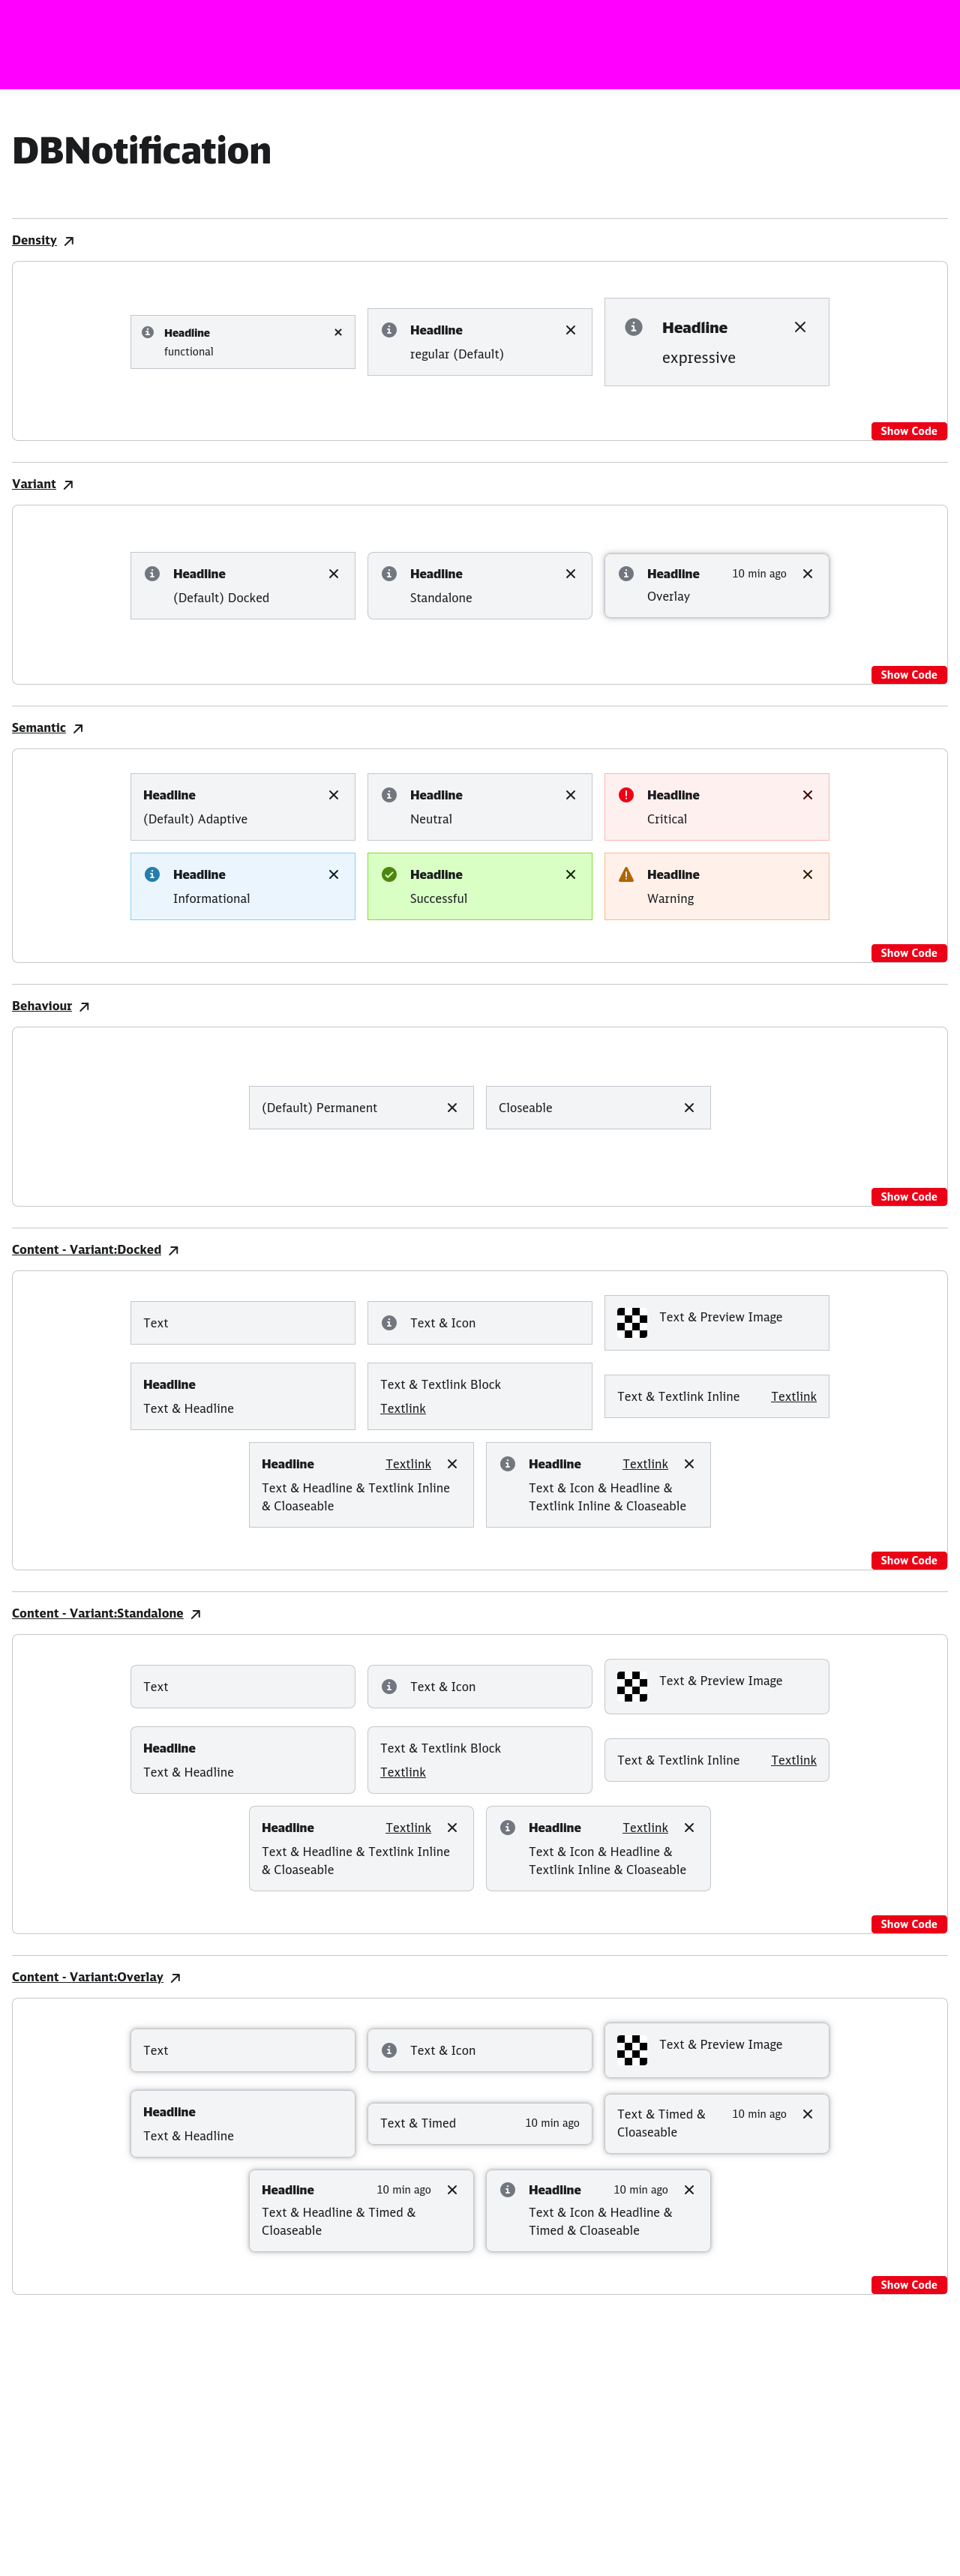 DBNotification
Density
Headline
functional
Headline
regular (Default)
Headline
expressive
Show Code
Variant
Headline
(Default) Docked
Headline
Standalone
Headline 10 min ago
Overlay
Show Code
Semantic
Headline
(Default) Adaptive
Headline
Neutral
Headline
Critical
Headline
Informational
Headline
Successful
Headline
Warning
Show Code
Behaviour
(Default) Permanent
Closeable
Show Code
Content - Variant:Docked
Text
Text & Icon
Text & Preview Image
Headline
Text & Headline
Text & Textlink Block
Textlink
Text & Textlink Inline Textlink
Headline Textlink
Text & Headline & Textlink Inline
& Cloaseable
Headline Textlink
Text & Icon & Headline &
Textlink Inline & Cloaseable
Show Code
Content - Variant:Standalone
Text
Text & Icon
Text & Preview Image
Headline
Text & Headline
Text & Textlink Block
Textlink
Text & Textlink Inline Textlink
Headline Textlink
Text & Headline & Textlink Inline
& Cloaseable
Headline Textlink
Text & Icon & Headline &
Textlink Inline & Cloaseable
Show Code
Content - Variant:Overlay
Text
Text & Icon
Text & Preview Image
Headline
Text & Headline
Text & Timed 10 min ago
Text & Timed & 10 min ago
Cloaseable
Headline 10 min ago
Text & Headline & Timed &
Cloaseable
Headline 10 min ago
Text & Icon & Headline &
Timed & Cloaseable
Show Code